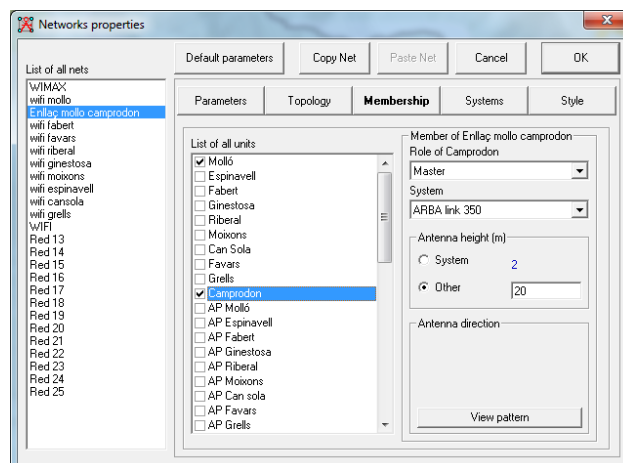 Networks properties
List of all nets
WIMAX
wifi mollo
Enllaç mollo camprodon
wifi fabert
wifi favars
wifi riberal
wifi ginestosa
wifi moixons
wifi espinavell
wifi cansola
wifi grells
WIFI
Red 13
Red 14
Red 15
Red 16
Red 17
Red 18
Red 19
Red 20
Red 21
Red 22
Red 23
Red 24
Red 25
Default parameters
Copy Net
Paste Net
Cancel
OK
Parameters
Topology
Membership
Systems
Style
List of all units
Molló
Espinavell
Fabert
Ginestosa
Riberal
Moixons
Can Sola
Favars
Grells
Camprodon
AP Molló
AP Espinavell
AP Fabert
AP Ginestosa
AP Riberal
AP Moixons
AP Can sola
AP Favars
AP Grells
Member of Enllaç mollo camprodon
Role of Camprodon
Master
System
ARBA link 350
Antenna height (m)
System 2
Other 20
Antenna direction
View pattern